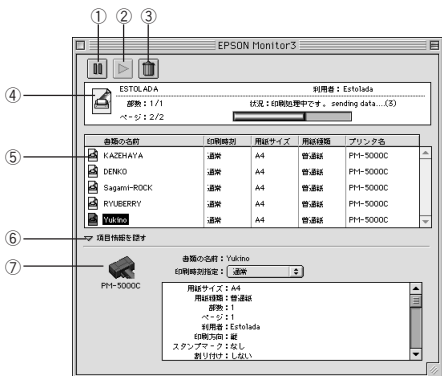 ① ② ③
EPSON Monitor3
④
ESTOLADA 利用者：Estolada
部数：1/1 状況：印刷処理中です。 sending data....(3)
ページ：2/2
書類の名前 印刷時刻 用紙サイズ 用紙種類 プリンタ名
⑤ KAZEHAYA 通常 A4 普通紙 PM-5000C
DENKO 通常 A4 普通紙 PM-5000C
Sagami-ROCK 通常 A4 普通紙 PM-5000C
RYUBERRY 通常 A4 普通紙 PM-5000C
Yukino 通常 A4 普通紙 PM-5000C
⑥ 項目情報を隠す
⑦
PM-5000C
書類の名前：Yukino
印刷時刻指定：通常
用紙サイズ：A4
用紙種類：普通紙
部数：1
ページ：1
利用者：Estolada
印刷方向：縦
スタンプマーク：なし
割り付け：しない